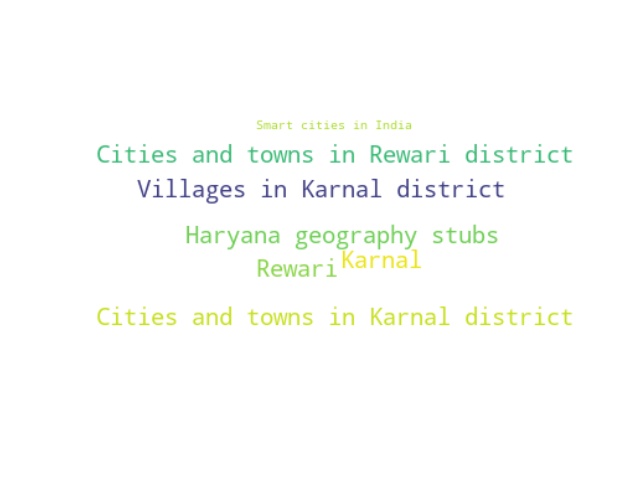 Smart cities in India
Cities and towns in Rewari district
Villages in Karnal district
Haryana geography stubs
Rewari Karnal
Cities and towns in Karnal district